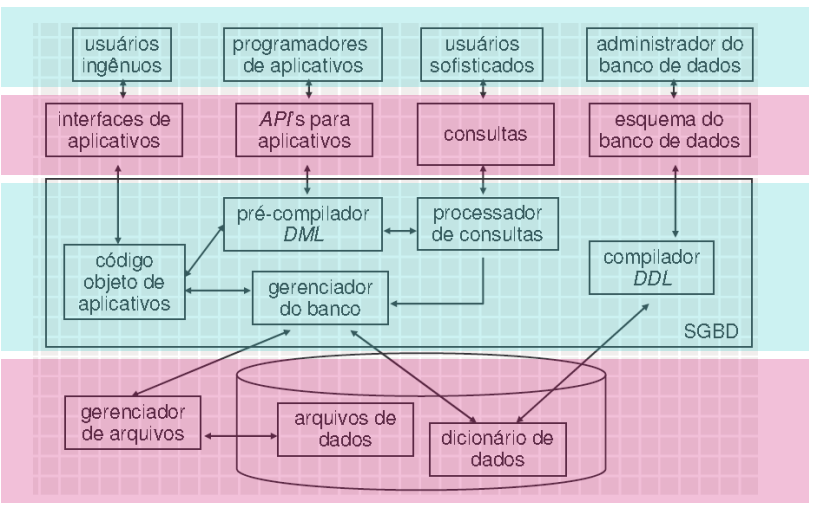 usuários
ingênuos
programadores
de aplicativos
usuários
sofisticados
administrador do
banco de dados
interfaces de
aplicativos
API's para
aplicativos
consultas
esquema do
banco de dados
pré-compilador
DML
processador
de consultas
código
objeto de
aplicativos
gerenciador
do banco
compilador
DDL
SGBD
gerenciador
de arquivos
arquivos de
dados
dicionário de
dados